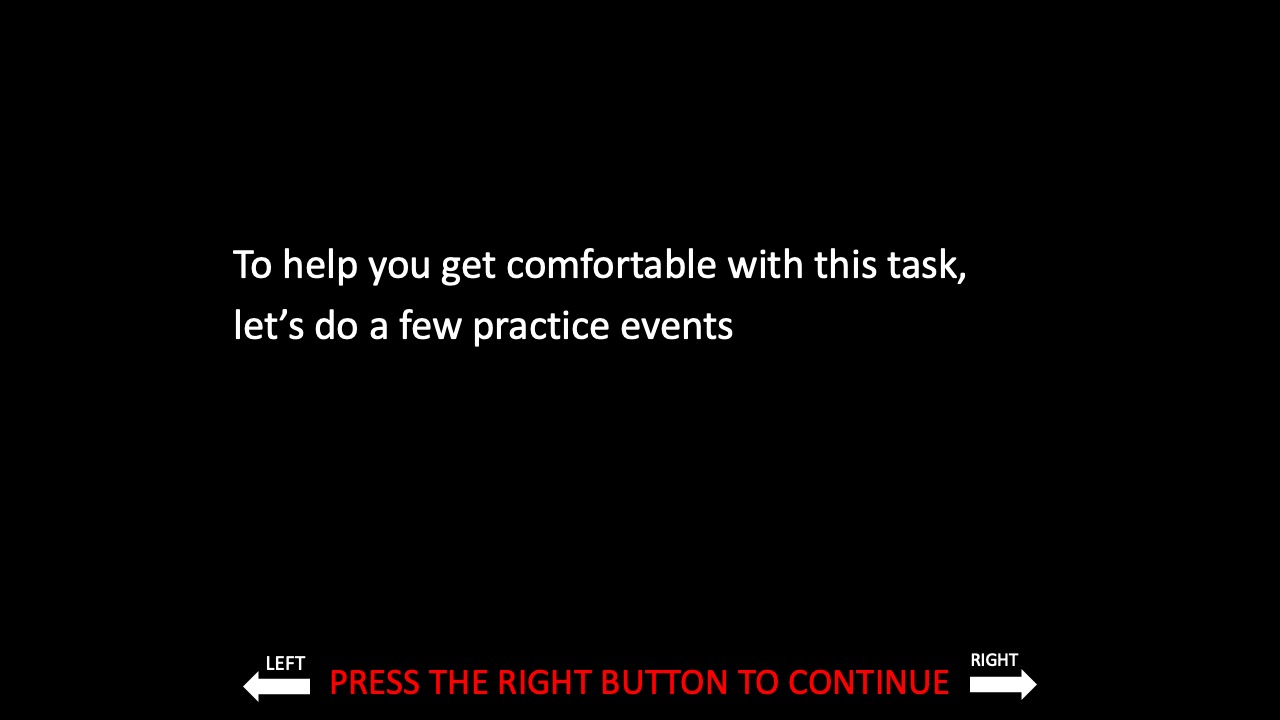 To help you get comfortable with this task,
let’s do a few practice events
LEFT
PRESS THE RIGHT BUTTON TO CONTINUE
RIGHT